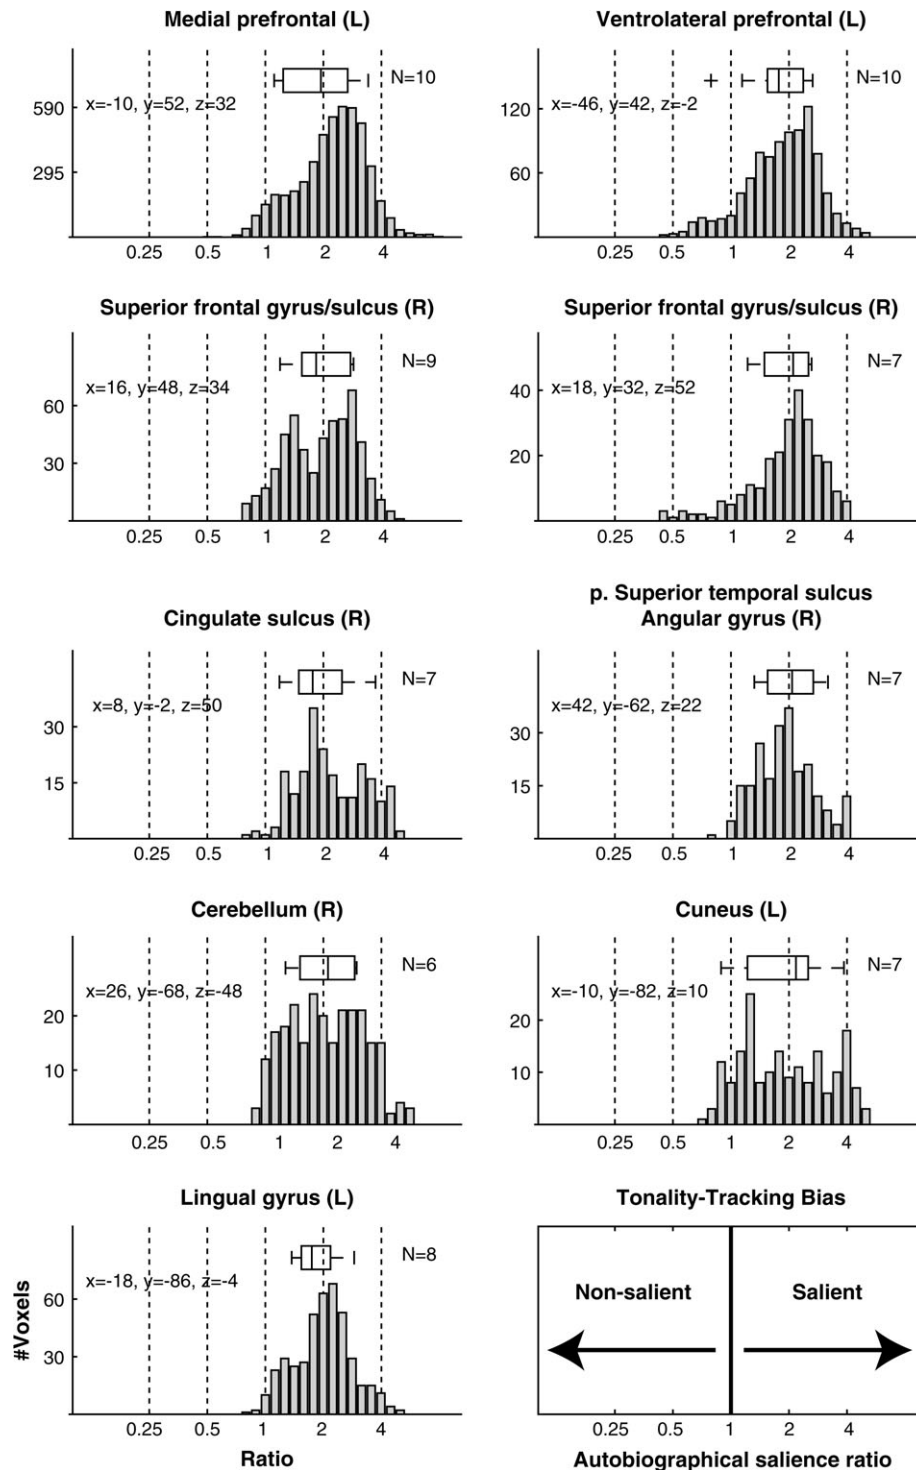 Medial prefrontal (L)
N=10
x=-10, y=52, z=32
590
295
0.25 0.5 1 2 4
Ventrolateral prefrontal (L)
N=10
x=-46, y=42, z=-2
120
60
0.25 0.5 1 2 4
Superior frontal gyrus/sulcus (R)
N=9
x=16, y=48, z=34
60
30
0.25 0.5 1 2 4
Superior frontal gyrus/sulcus (R)
N=7
x=18, y=32, z=52
40
20
0.25 0.5 1 2 4
Cingulate sulcus (R)
N=7
x=8, y=-2, z=50
30
15
0.25 0.5 1 2 4
p. Superior temporal sulcus
Angular gyrus (R)
N=7
x=42, y=-62, z=22
30
15
0.25 0.5 1 2 4
Cerebellum (R)
N=6
x=26, y=-68, z=-48
20
10
0.25 0.5 1 2 4
Cuneus (L)
N=7
x=-10, y=-82, z=10
20
10
0.25 0.5 1 2 4
Lingual gyrus (L)
N=8
x=-18, y=-86, z=-4
#Voxels
60
30
0.25 0.5 1 2 4
Ratio
Tonality-Tracking Bias
Non-salient Salient
0.25 0.5 1 2 4
Autobiographical salience ratio